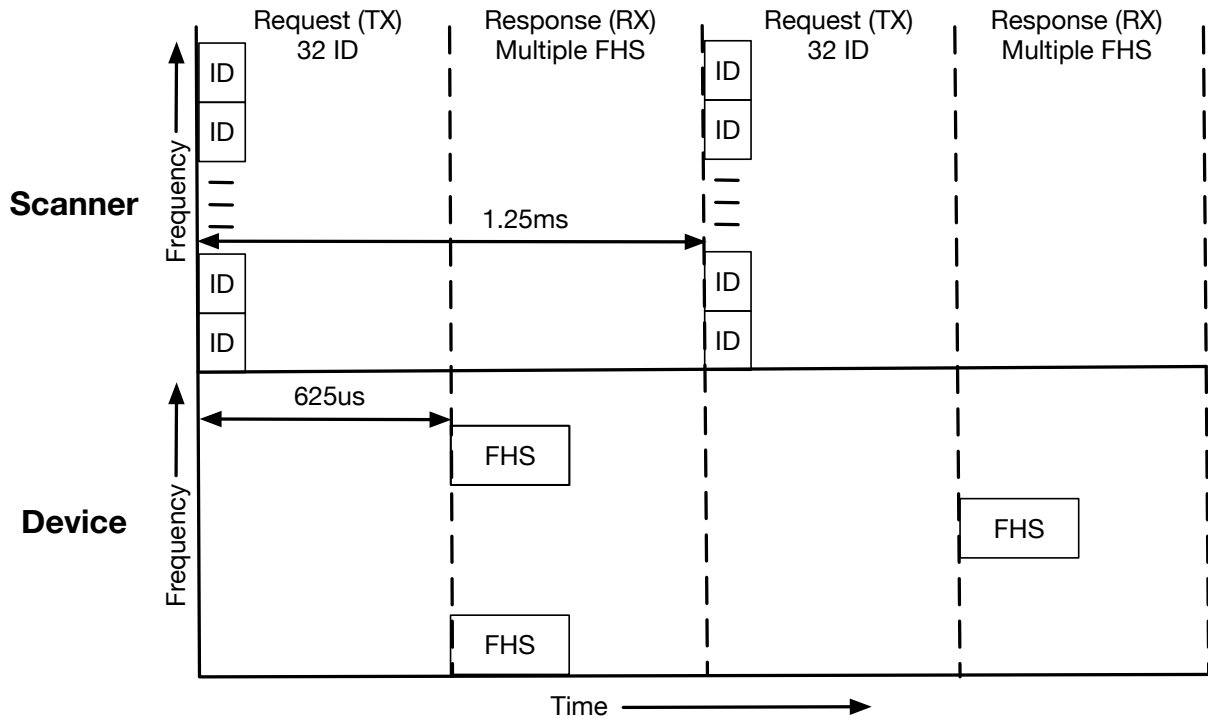 Request (TX)
32 ID
Response (RX)
Multiple FHS
Request (TX)
32 ID
Response (RX)
Multiple FHS
Scanner
Frequency
ID
ID
ID
ID
1.25ms
ID
ID
ID
ID
Device
Frequency
625us
FHS
FHS
FHS
Time